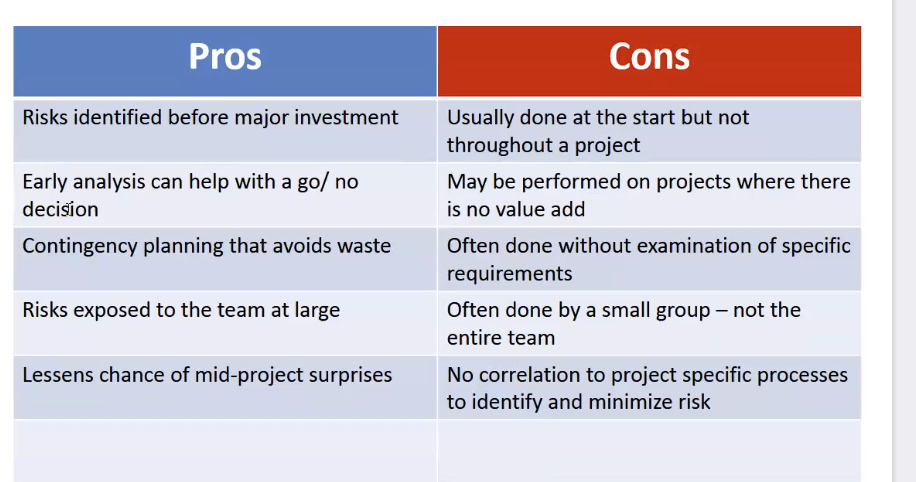 Pros
Cons
Risks identified before major investment
Usually done at the start but not
throughout a project
Early analysis can help with a go/ no
decision
May be performed on projects where there
is no value add
Contingency planning that avoids waste
Often done without examination of specific
requirements
Risks exposed to the team at large
Often done by a small group – not the
entire team
Lessens chance of mid-project surprises
No correlation to project specific processes
to identify and minimize risk